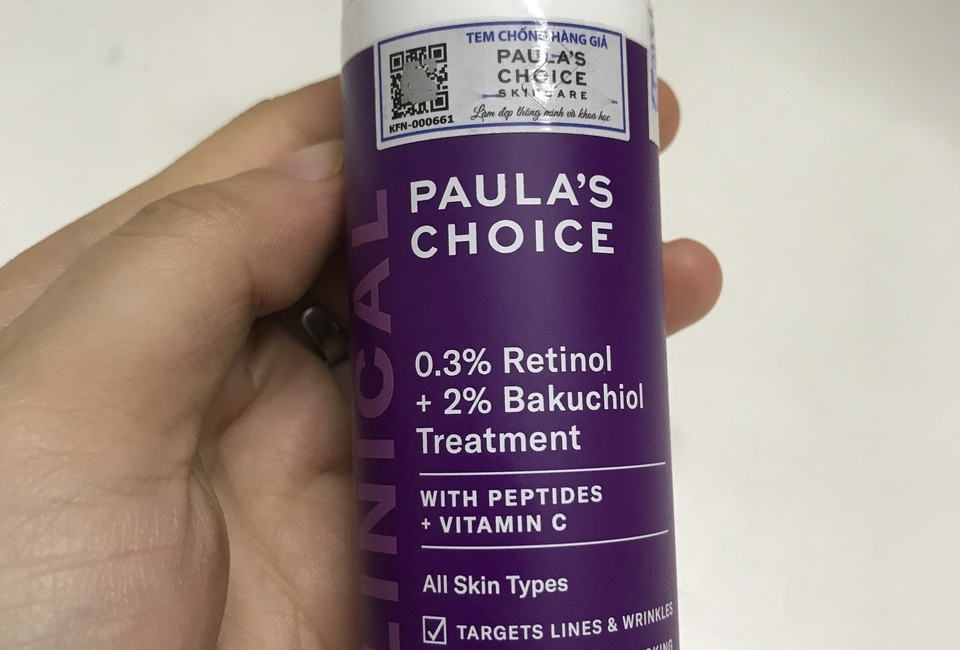 TEM CHỐNG HÀNG GIẢ
PAULA'S
CHOICE
SKINCARE
Làm đẹp thông minh và khoa học
KFN-000661
CLINICAL
PAULA'S
CHOICE
0.3% Retinol
+ 2% Bakuchiol
Treatment
WITH PEPTIDES
+ VITAMIN C
All Skin Types
TARGETS LINES & WRINKLES